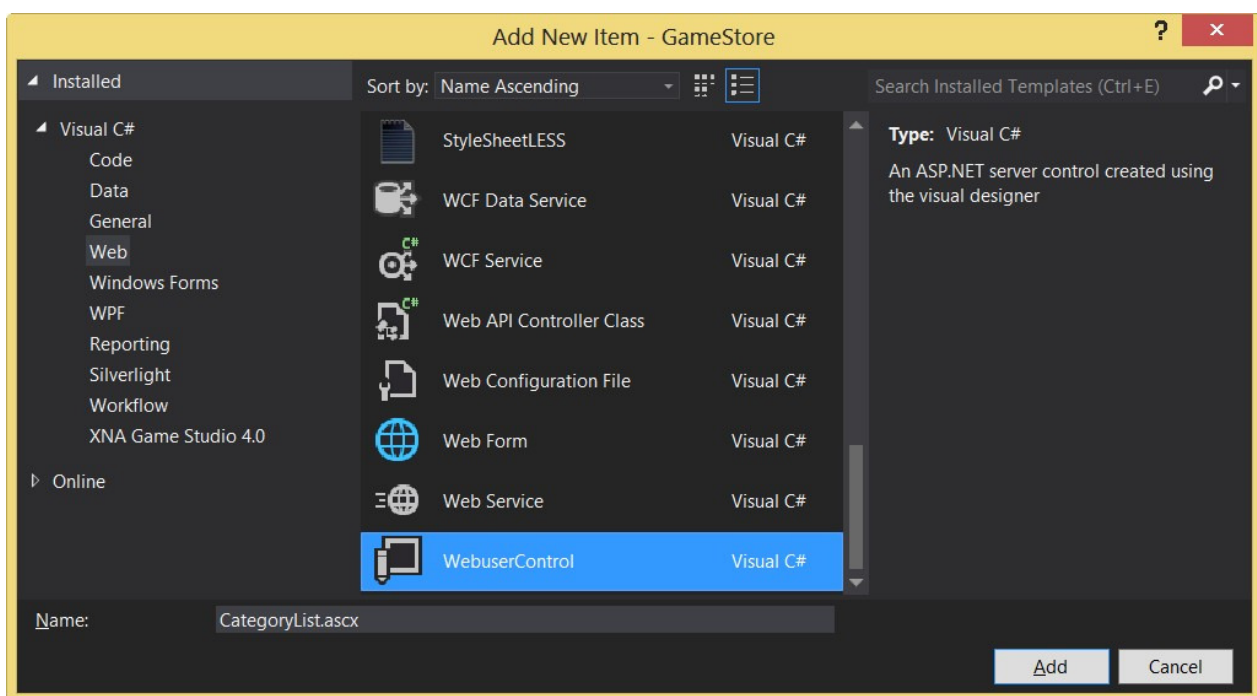 Add New Item - GameStore
?
Installed
Sort by: Name Ascending
Search Installed Templates (Ctrl+E)
Visual C#
Code
Data
General
Web
Windows Forms
WPF
Reporting
Silverlight
Workflow
XNA Game Studio 4.0
Online
StyleSheetLESS Visual C#
WCF Data Service Visual C#
C#
WCF Service Visual C#
C#
Web API Controller Class Visual C#
Web Configuration File Visual C#
Web Form Visual C#
Web Service Visual C#
WebuserControl Visual C#
Type: Visual C#
An ASP.NET server control created using
the visual designer
Name: CategoryList.ascx
Add Cancel